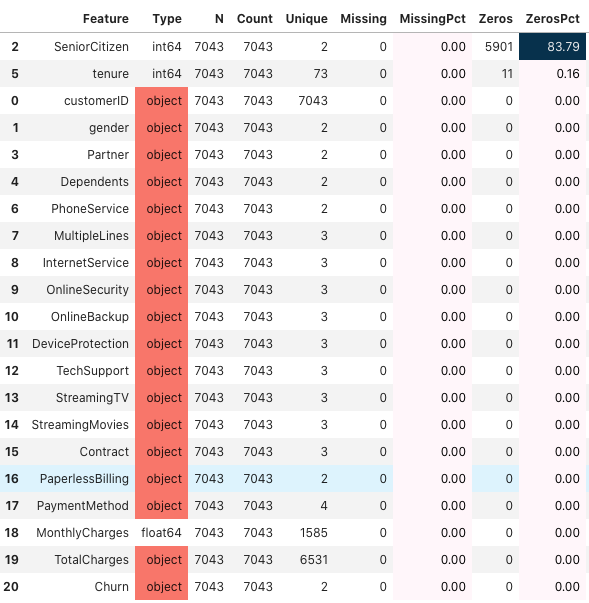 Feature Type N Count Unique Missing MissingPct Zeros ZerosPct
2 SeniorCitizen int64 7043 7043 2 0 0.00 5901 83.79
5 tenure int64 7043 7043 73 0 0.00 11 0.16
0 customerID object 7043 7043 7043 0 0.00 0 0.00
1 gender object 7043 7043 2 0 0.00 0 0.00
3 Partner object 7043 7043 2 0 0.00 0 0.00
4 Dependents object 7043 7043 2 0 0.00 0 0.00
6 PhoneService object 7043 7043 2 0 0.00 0 0.00
7 MultipleLines object 7043 7043 3 0 0.00 0 0.00
8 InternetService object 7043 7043 3 0 0.00 0 0.00
9 OnlineSecurity object 7043 7043 3 0 0.00 0 0.00
10 OnlineBackup object 7043 7043 3 0 0.00 0 0.00
11 DeviceProtection object 7043 7043 3 0 0.00 0 0.00
12 TechSupport object 7043 7043 3 0 0.00 0 0.00
13 StreamingTV object 7043 7043 3 0 0.00 0 0.00
14 StreamingMovies object 7043 7043 3 0 0.00 0 0.00
15 Contract object 7043 7043 3 0 0.00 0 0.00
16 PaperlessBilling object 7043 7043 2 0 0.00 0 0.00
17 PaymentMethod object 7043 7043 4 0 0.00 0 0.00
18 MonthlyCharges float64 7043 7043 1585 0 0.00 0 0.00
19 TotalCharges object 7043 7043 6531 0 0.00 0 0.00
20 Churn object 7043 7043 2 0 0.00 0 0.00